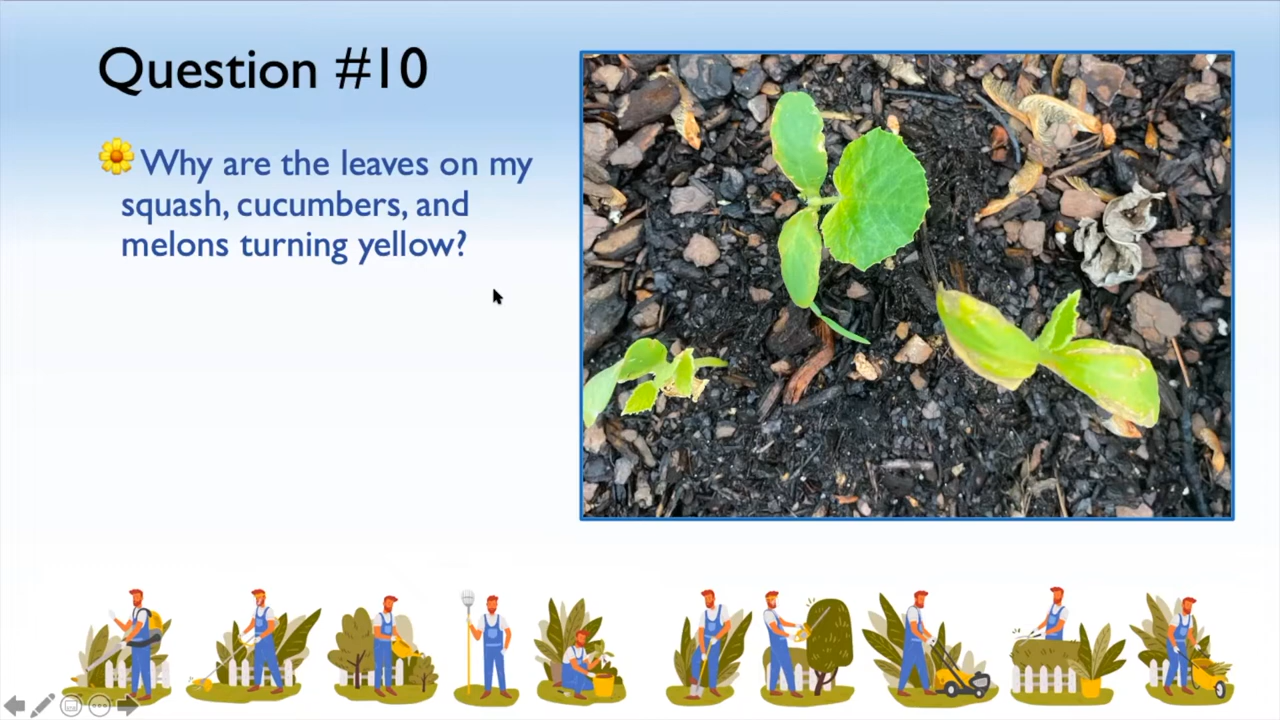 Question #10
Why are the leaves on my
squash, cucumbers, and
melons turning yellow?